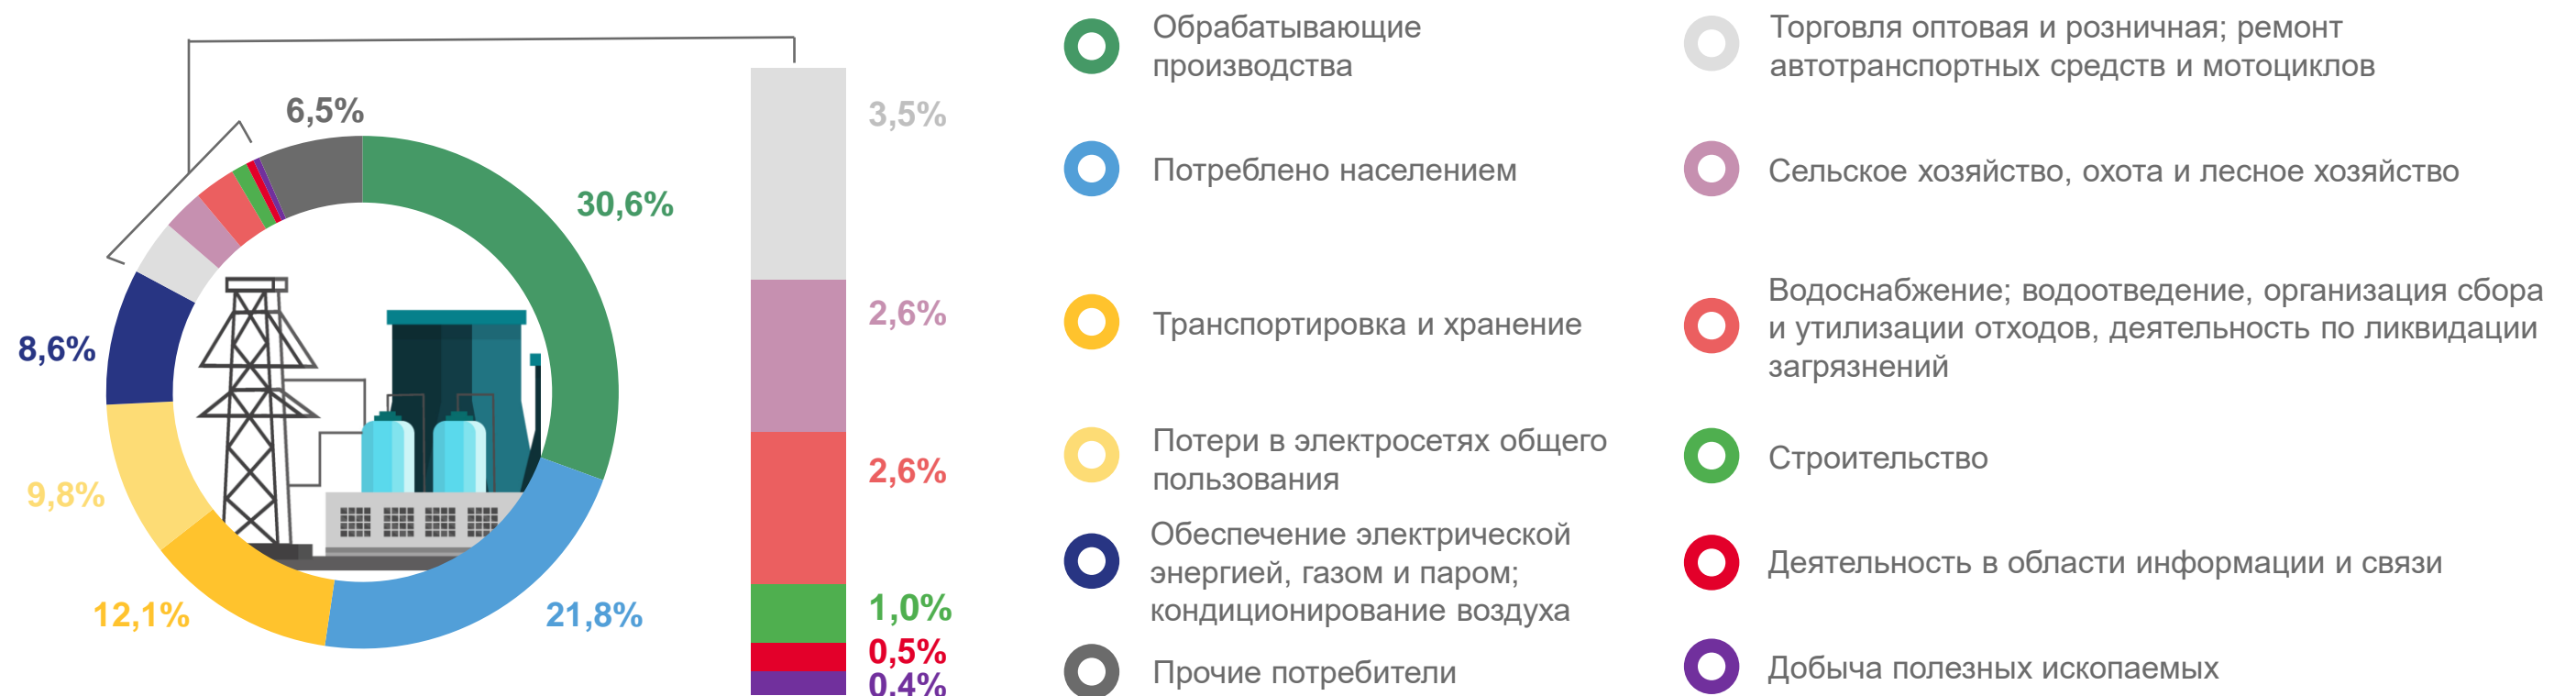 6,5%
30,6%
8,6%
9,8%
12,1%
21,8%
3,5%
2,6%
2,6%
1,0%
0,5%
0,4%
Обрабатывающие
производства
Потреблено населением
Транспортировка и хранение
Потери в электросетях общего
пользования
Обеспечение электрической
энергией, газом и паром;
кондиционирование воздуха
Прочие потребители
Торговля оптовая и розничная; ремонт
автотранспортных средств и мотоциклов
Сельское хозяйство, охота и лесное хозяйство
Водоснабжение; водоотведение, организация сбора
и утилизации отходов, деятельность по ликвидации
загрязнений
Строительство
Деятельность в области информации и связи
Добыча полезных ископаемых